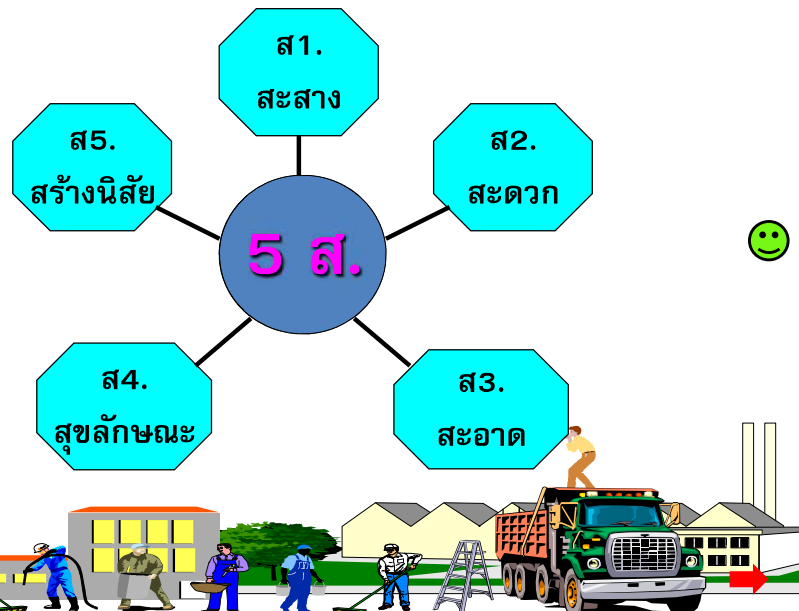 ส1.
สะสาง
ส2.
สะดวก
ส3.
สะอาด
ส4.
สุขลักษณะ
ส5.
สร้างนิสัย
5 ส.